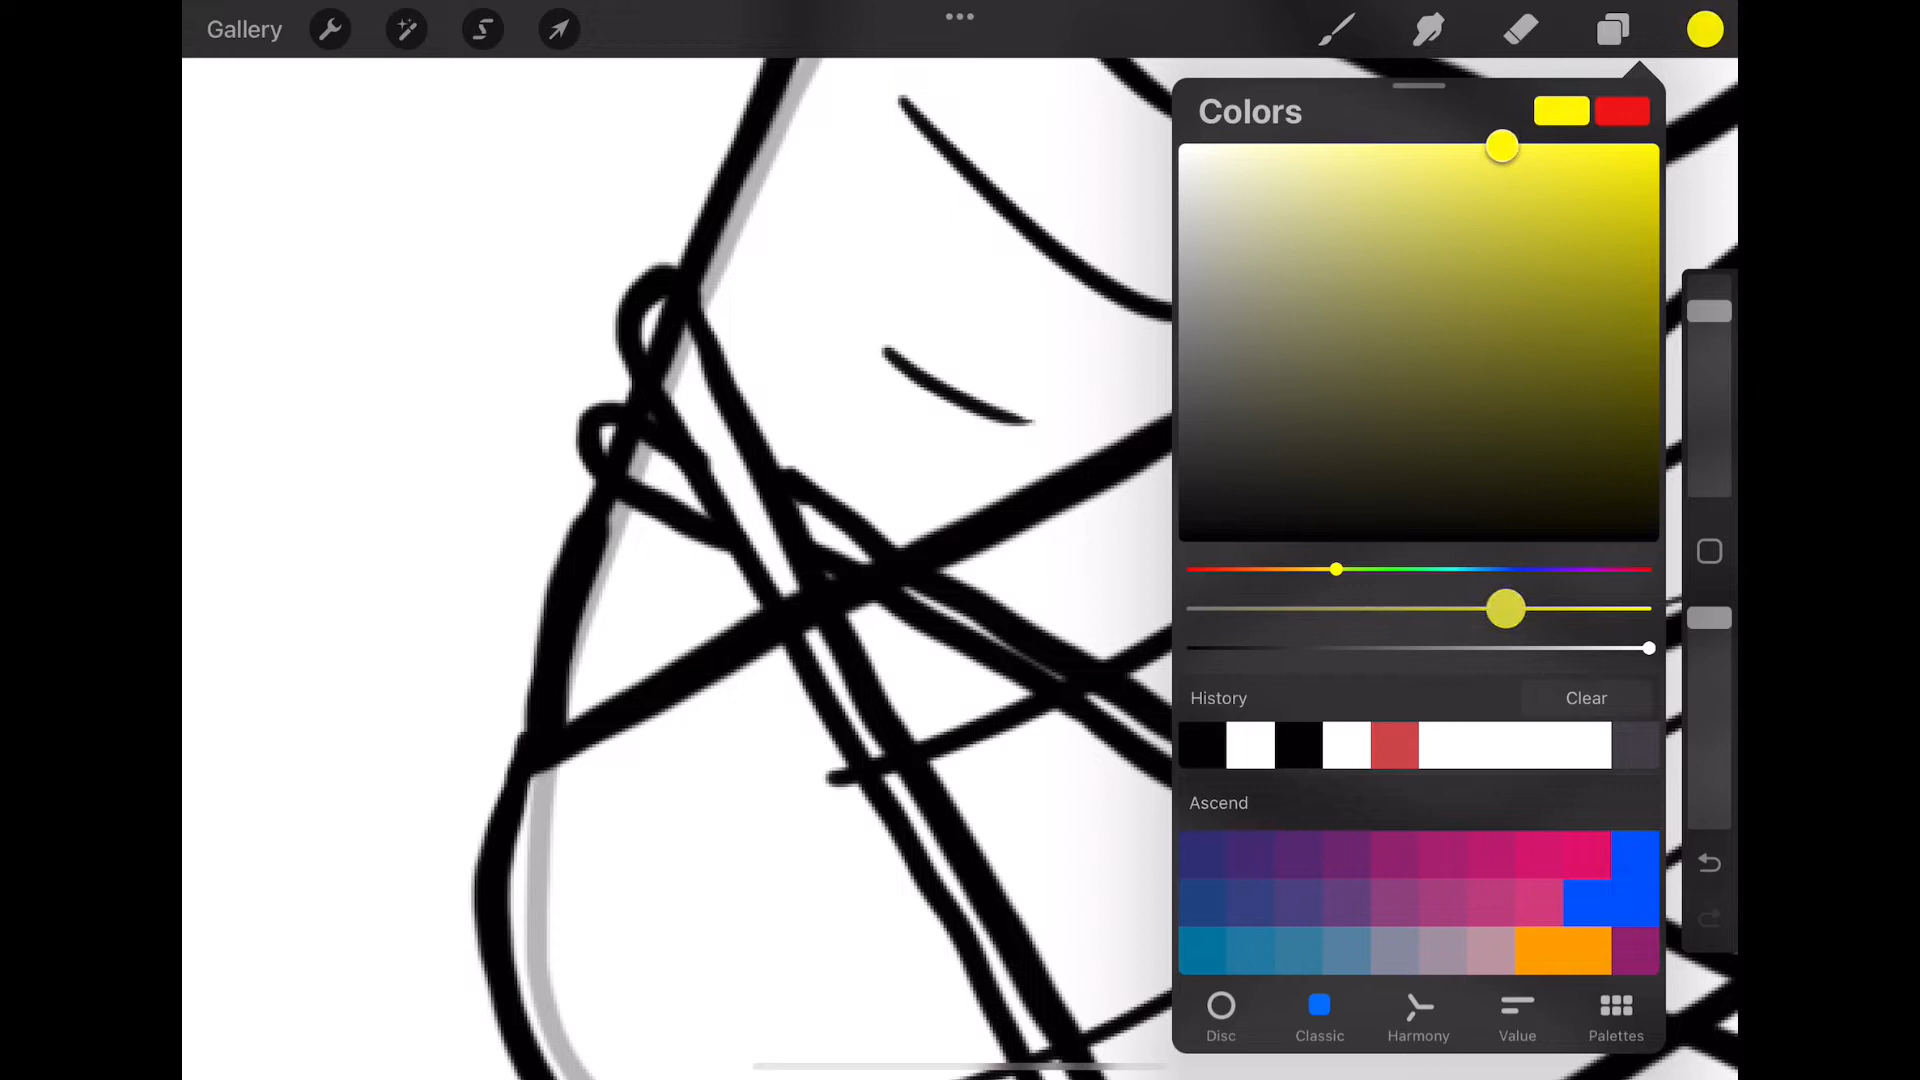 Gallery
Colors
History Clear
Ascend
Disc Classic Harmony Value Palettes